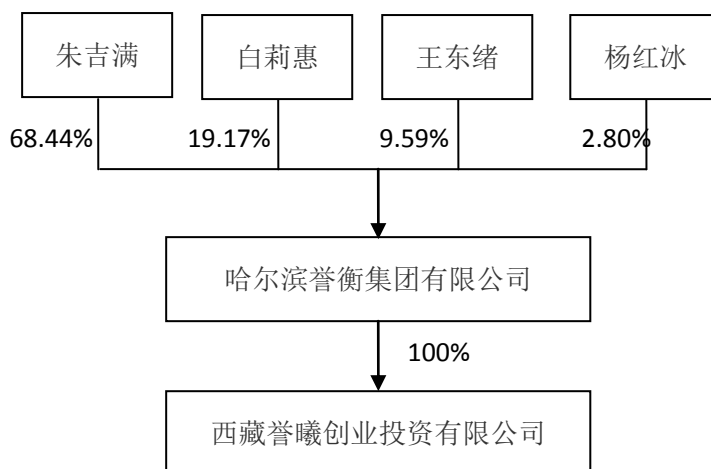 朱吉满
白莉惠
王东绪
杨红冰
68.44%
19.17%
9.59%
2.80%
哈尔滨誉衡集团有限公司
100%
西藏誉曦创业投资有限公司